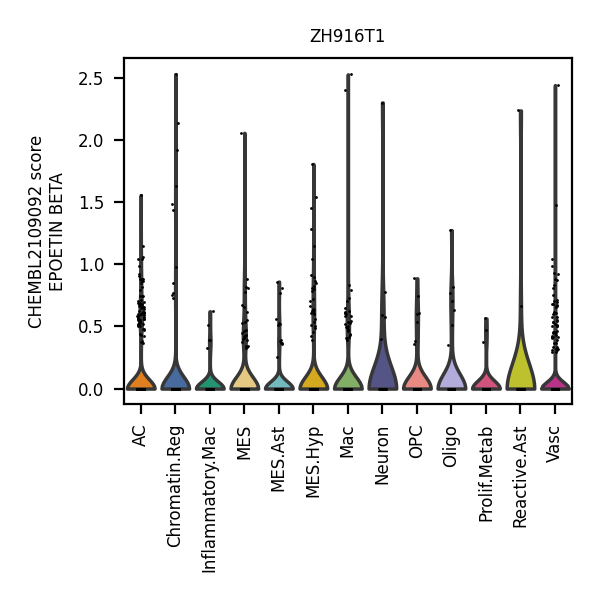 ZH916T1
CHEMBL2109092 score
EPOETIN BETA
2.5
2.0
1.5
1.0
0.5
0.0
AC
Chromatin.Reg
Inflammatory.Mac
MES
MES.Ast
MES.Hyp
Mac
Neuron
OPC
Oligo
Prolif.Metab
Reactive.Ast
Vasc